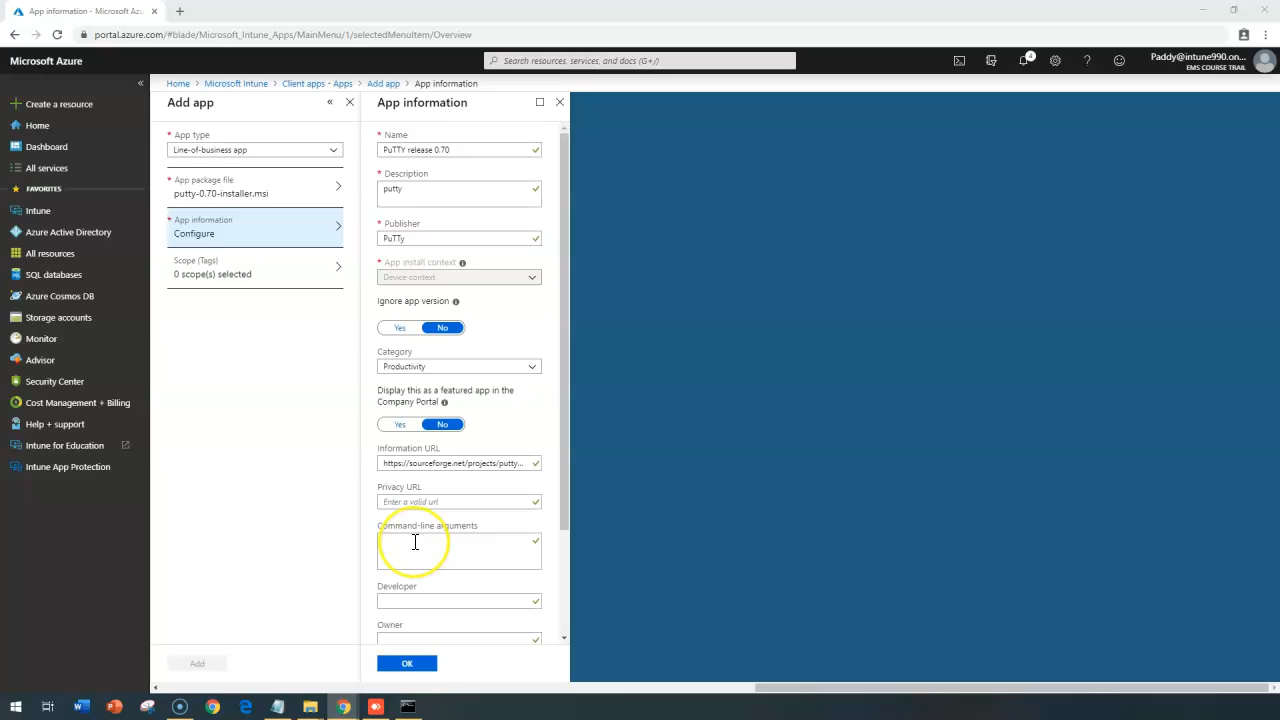 App information - Microsoft Az
portal.azure.com/#blade/Microsoft_Intune_Apps/MainMenu/1/selectedMenuItem/Overview
Microsoft Azure
Search resources, services, and docs (G+/)
4
Paddy@intune990.on...
EMS COURSE TRAIL
Home > Microsoft Intune > Client apps - Apps > Add app > App information
Create a resource
Home
Dashboard
All services
FAVORITES
Intune
Azure Active Directory
All resources
SQL databases
Azure Cosmos DB
Storage accounts
Monitor
Advisor
Security Center
Cost Management + Billing
Help + support
Intune for Education
Intune App Protection
Add app
* App type
Line-of-business app
* App package file
putty-0.70-installer.msi
* App information
Configure
Scope (Tags)
0 scope(s) selected
Add
App information
* Name
PuTTY release 0.70
* Description
putty
* Publisher
PuTTy
* App install context
Device context
Ignore app version
Yes No
Category
Productivity
Display this as a featured app in the
Company Portal
Yes No
Information URL
https://sourceforge.net/projects/putty...
Privacy URL
Enter a valid url
Command-line arguments
Developer
Owner
OK